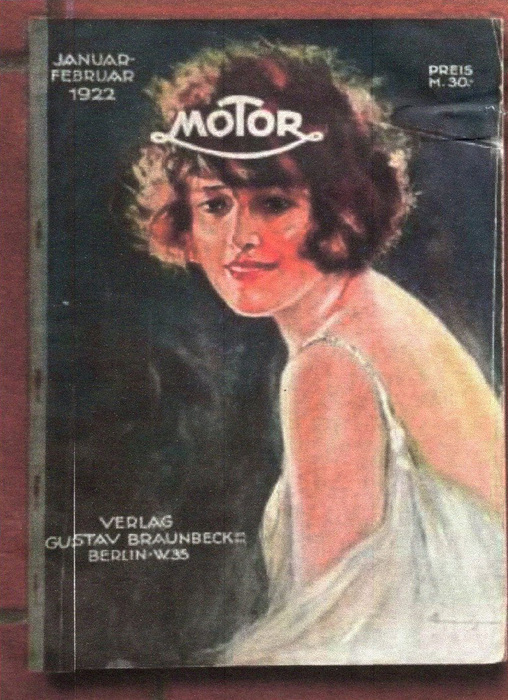 JANUAR-
FEBRUAR
1922
PREIS
M. 30.-
MOTOR
VERLAG
GUSTAV BRAUNBECK
BERLIN·W.35